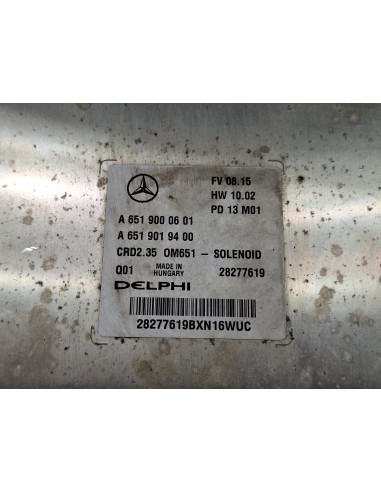 FV 08.15
HW 10.02
PD 13 M01
A 651 900 06 01
A 651 901 94 00
CRD2.35 OM651 - SOLENOID
Q01 MADE IN HUNGARY 28277619
DELPHI
28277619BXN16WUC